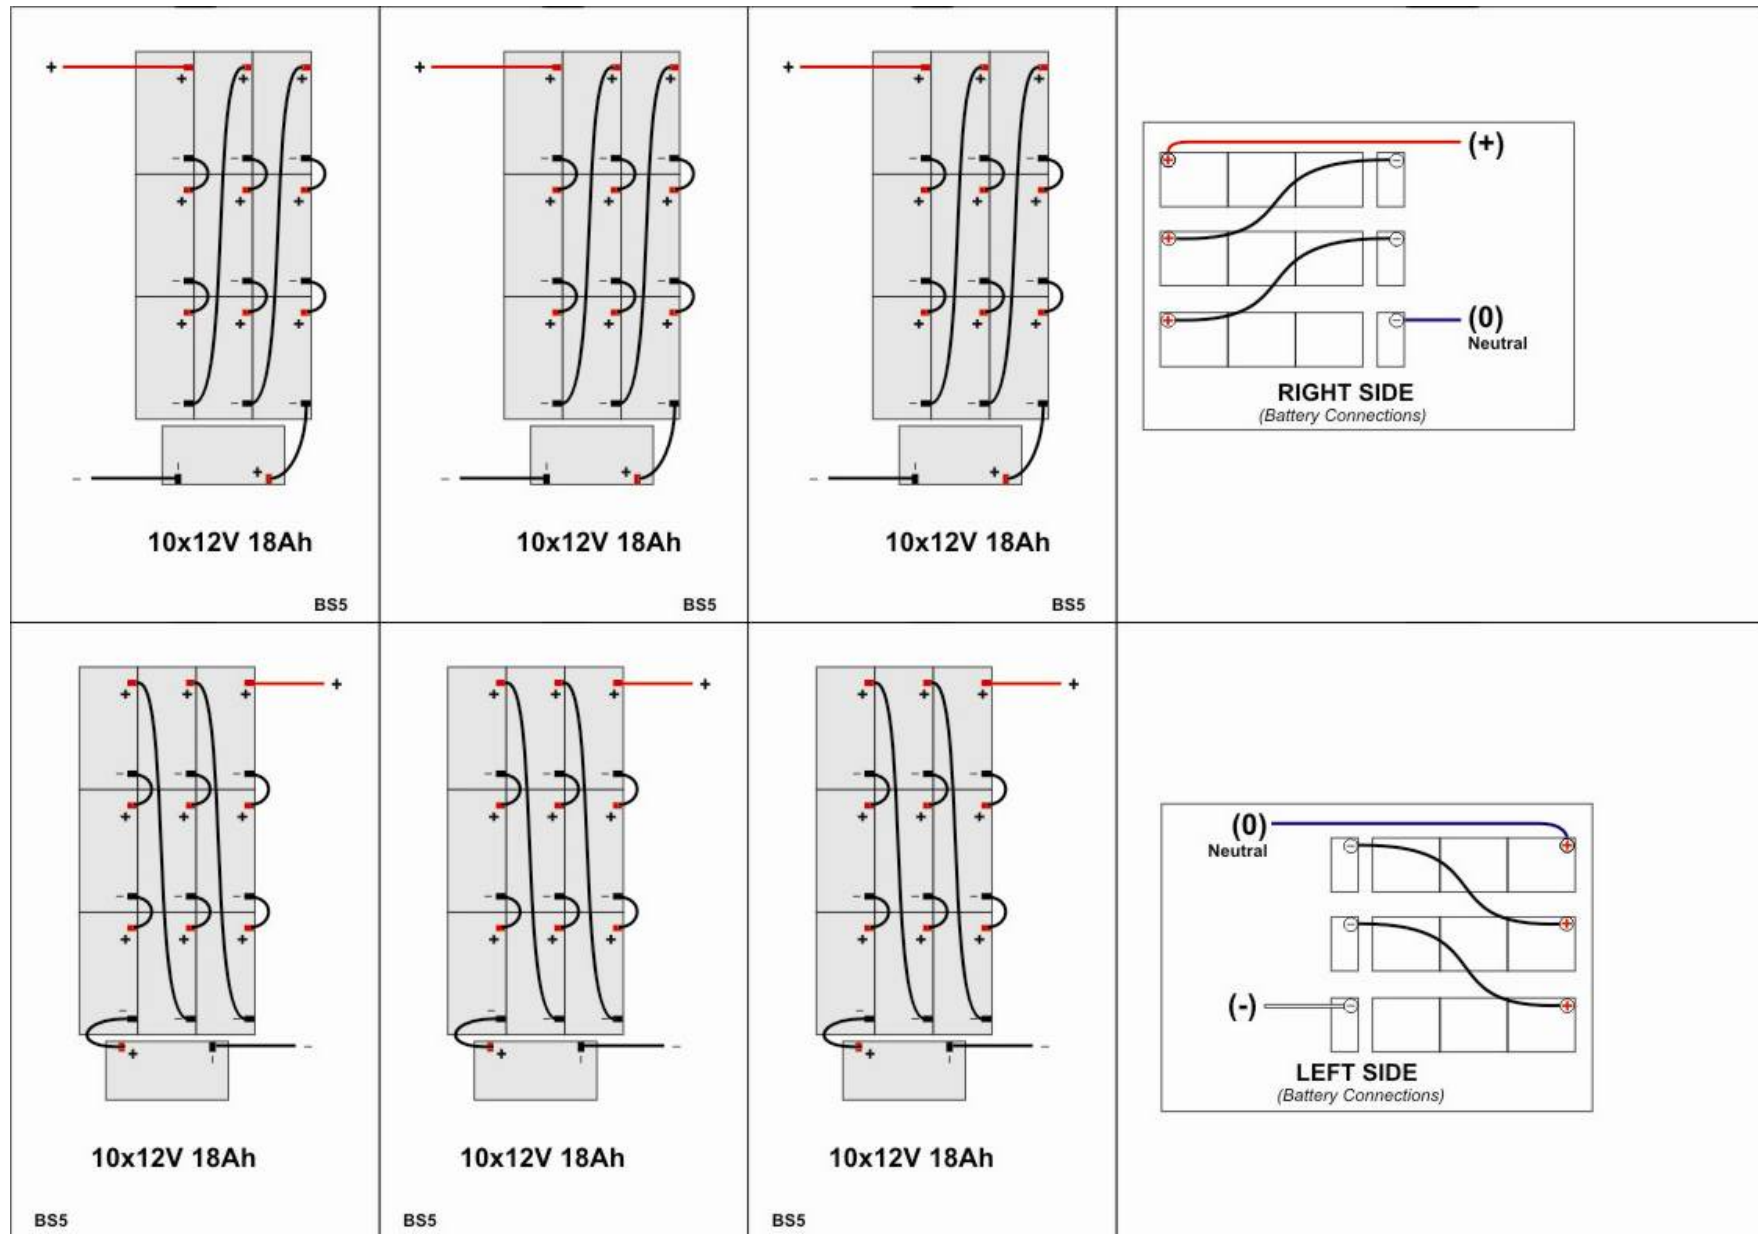 10x12V 18Ah
BS5
10x12V 18Ah
BS5
10x12V 18Ah
BS5
(+)
(0)
Neutral
RIGHT SIDE
(Battery Connections)
10x12V 18Ah
BS5
10x12V 18Ah
BS5
10x12V 18Ah
BS5
(0)
Neutral
(-)
LEFT SIDE
(Battery Connections)